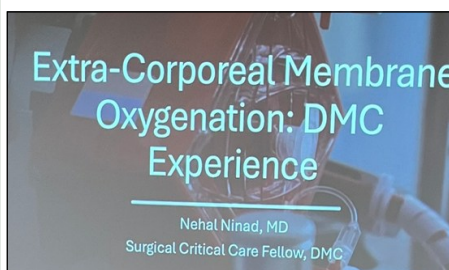 Extra-Corporeal Membrane
Oxygenation: DMC
Experience
Nehal Ninad, MD
Surgical Critical Care Fellow, DMC